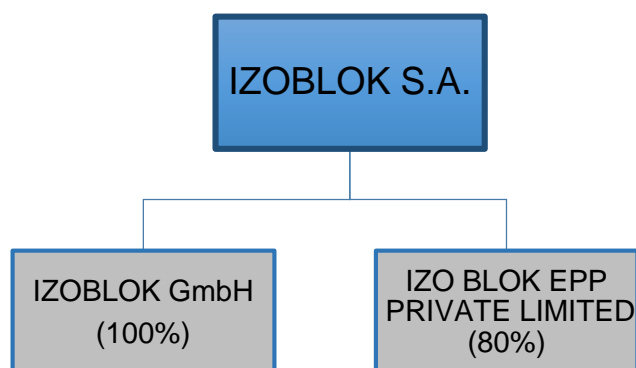 IZOBLOK S.A.
IZOBLOK GmbH
(100%)
IZO BLOK EPP
PRIVATE LIMITED
(80%)